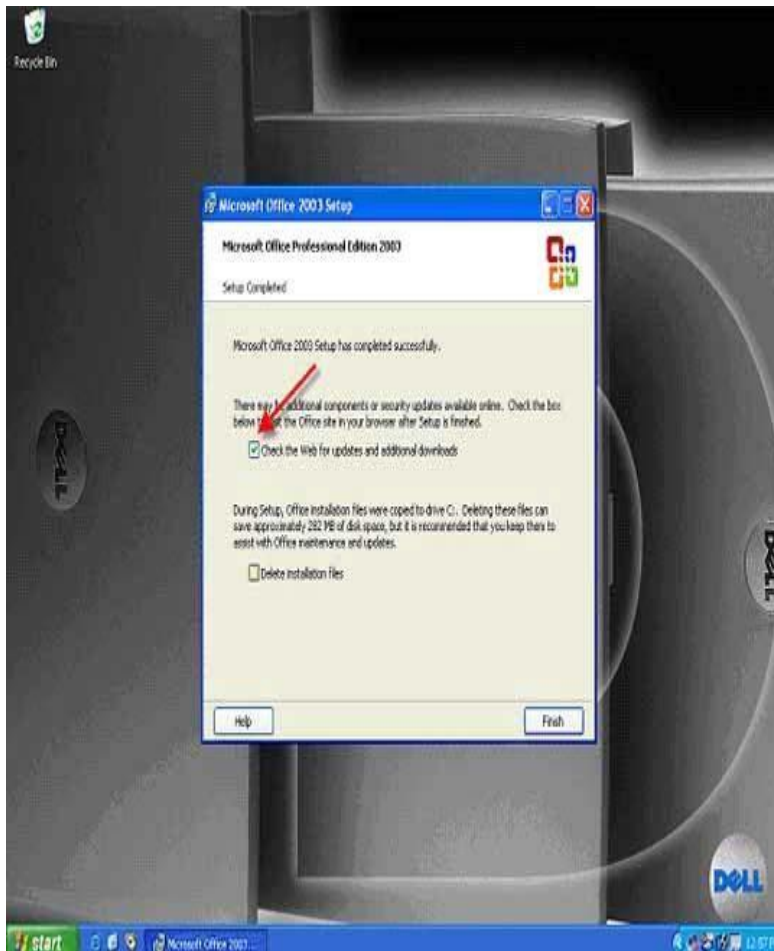 Recycle Bin
Microsoft Office 2003 Setup
Microsoft Office Professional Edition 2003
Setup Completed
Microsoft Office 2003 Setup has completed successfully.
There may be additional components or security updates available online. Check the box
below to the Office site in your browser after Setup is finished.
Check the Web for updates and additional downloads
During Setup, Office installation files were copied to drive C:. Deleting these files can
save approximately 282 MB of disk space, but it is recommended that you keep them to
assist with Office maintenance and updates.
Delete installation files
Help
Finish
DELL
DELL
DELL
start
Microsoft Office 2003...